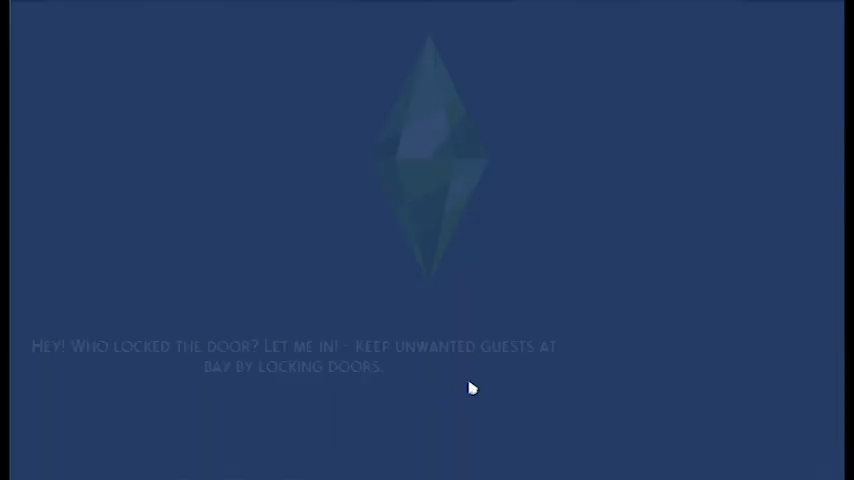 Hey! Who locked the door? Let me in! - Keep unwanted guests at
bay by locking doors.